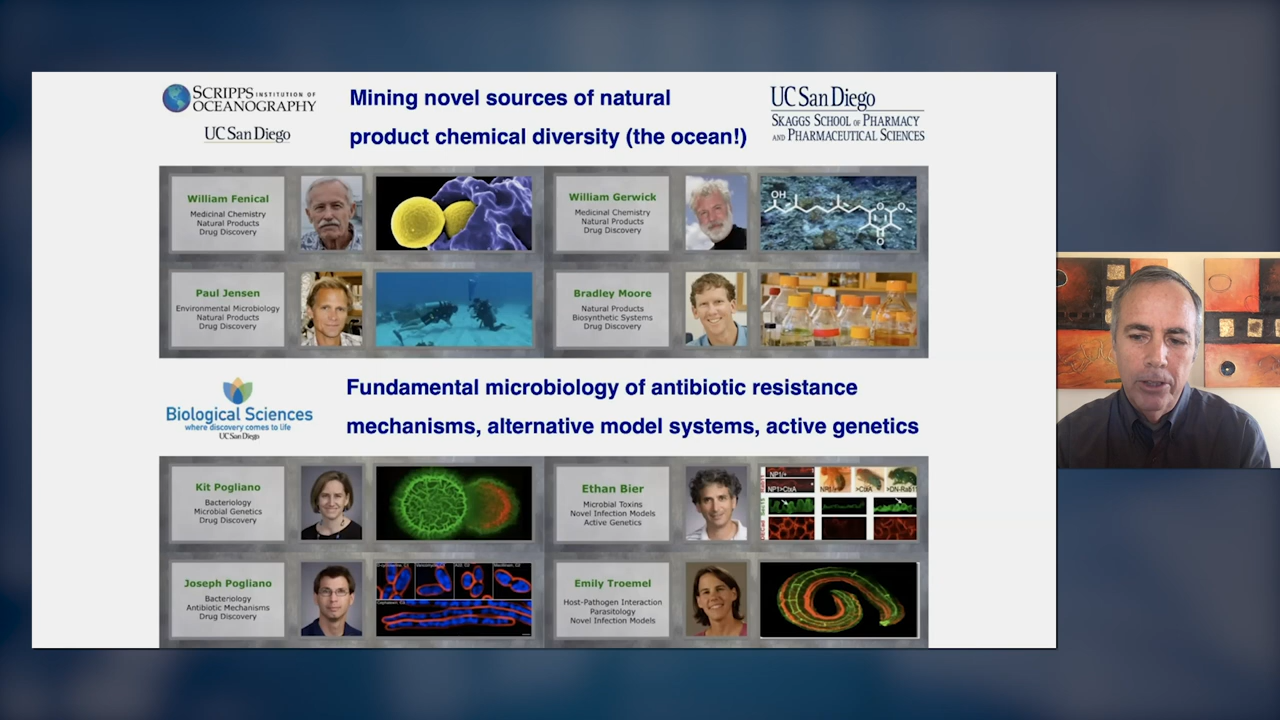 SCRIPPS INSTITUTION OF
OCEANOGRAPHY
UC San Diego
Mining novel sources of natural
product chemical diversity (the ocean!)
UC San Diego
SKAGGS SCHOOL OF PHARMACY
AND PHARMACEUTICAL SCIENCES
William Fenical
Medicinal Chemistry
Natural Products
Drug Discovery
William Gerwick
Medicinal Chemistry
Natural Products
Drug Discovery
OH
Paul Jensen
Environmental Microbiology
Natural Products
Drug Discovery
Bradley Moore
Natural Products
Biosynthetic Systems
Drug Discovery
Biological Sciences
where discovery comes to life
UC San Diego
Fundamental microbiology of antibiotic resistance
mechanisms, alternative model systems, active genetics
Kit Pogliano
Bacteriology
Microbial Genetics
Drug Discovery
Ethan Bier
Microbial Toxins
Novel Infection Models
Active Genetics
NP1/+
NP1>CtxA
Joseph Pogliano
Bacteriology
Antibiotic Mechanisms
Drug Discovery
Emily Troemel
Host-Pathogen Interaction
Parasitology
Novel Infection Models